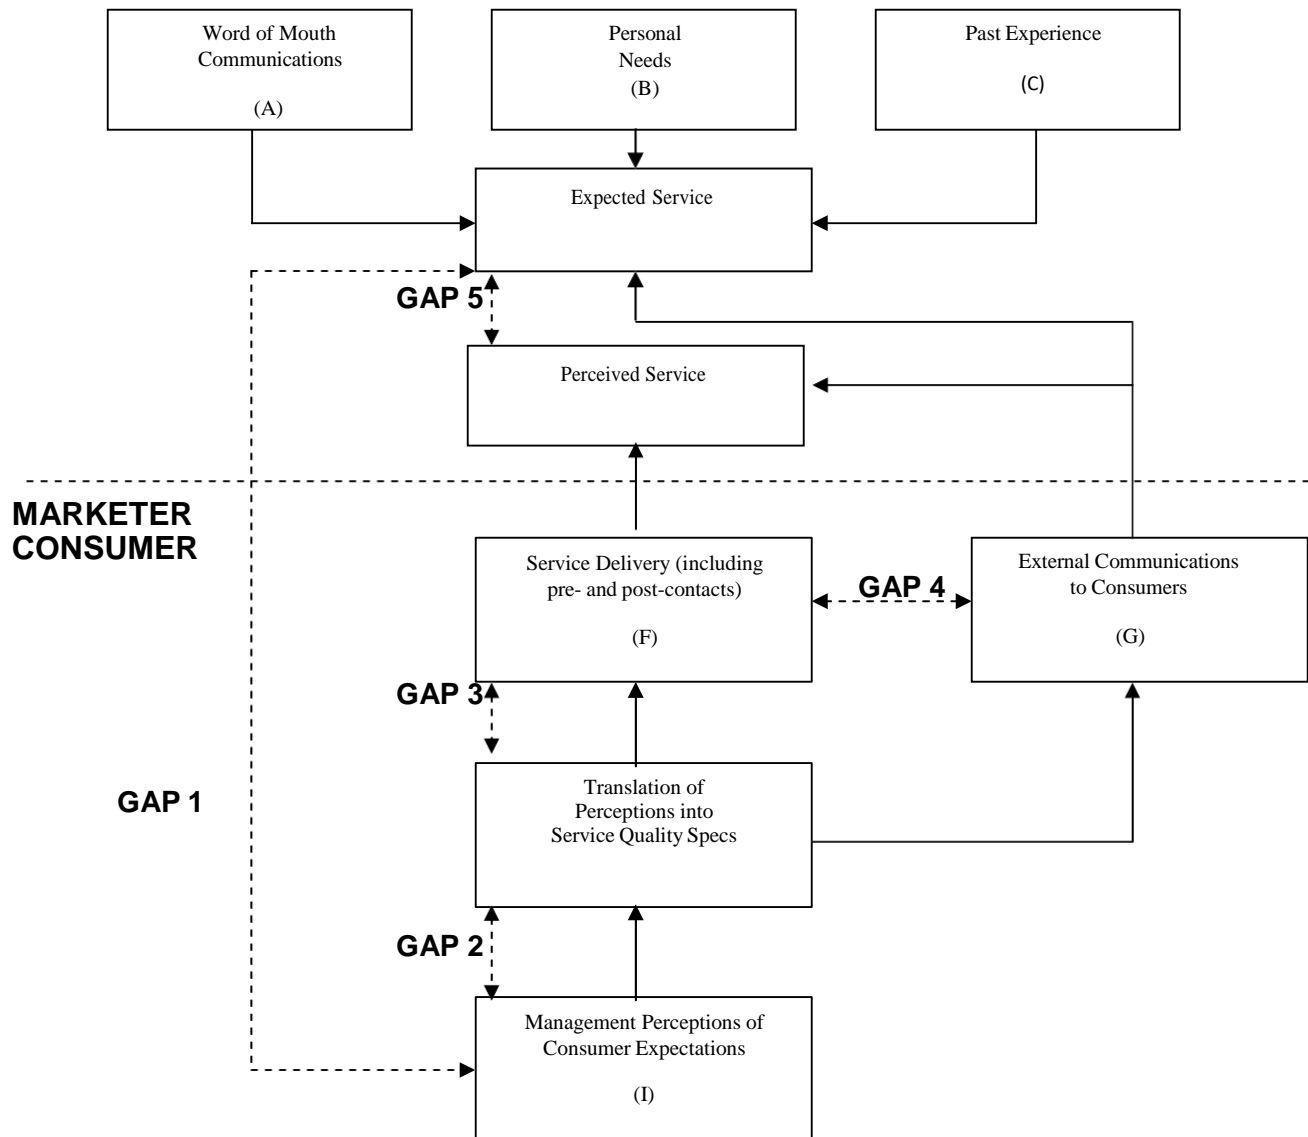 Word of Mouth
Communications
(A)
Personal
Needs
(B)
Past Experience
(C)
Expected Service
GAP 5
Perceived Service
MARKETER
CONSUMER
Service Delivery (including
pre- and post-contacts)
(F)
GAP 4
External Communications
to Consumers
(G)
GAP 3
Translation of
Perceptions into
Service Quality Specs
GAP 1
GAP 2
Management Perceptions of
Consumer Expectations
(I)